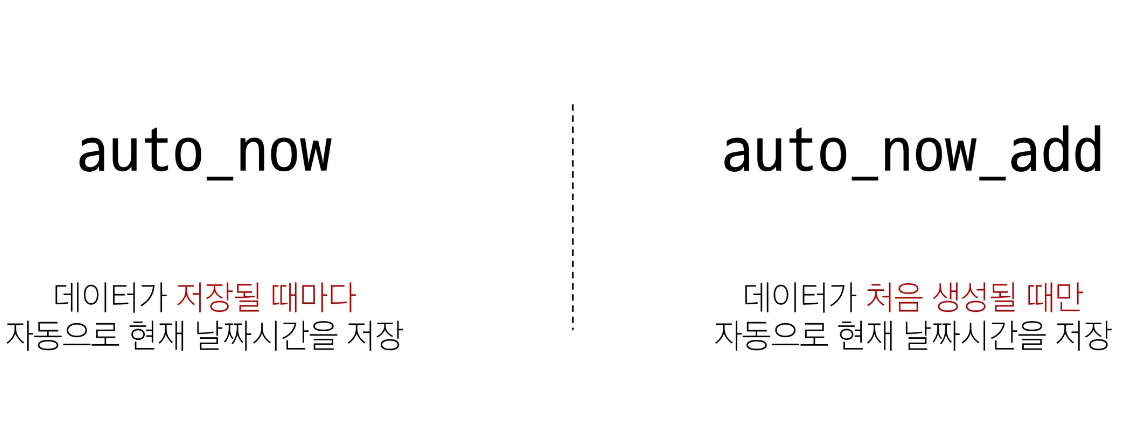 auto_now
데이터가 저장될 때마다
자동으로 현재 날짜시간을 저장
auto_now_add
데이터가 처음 생성될 때만
자동으로 현재 날짜시간을 저장